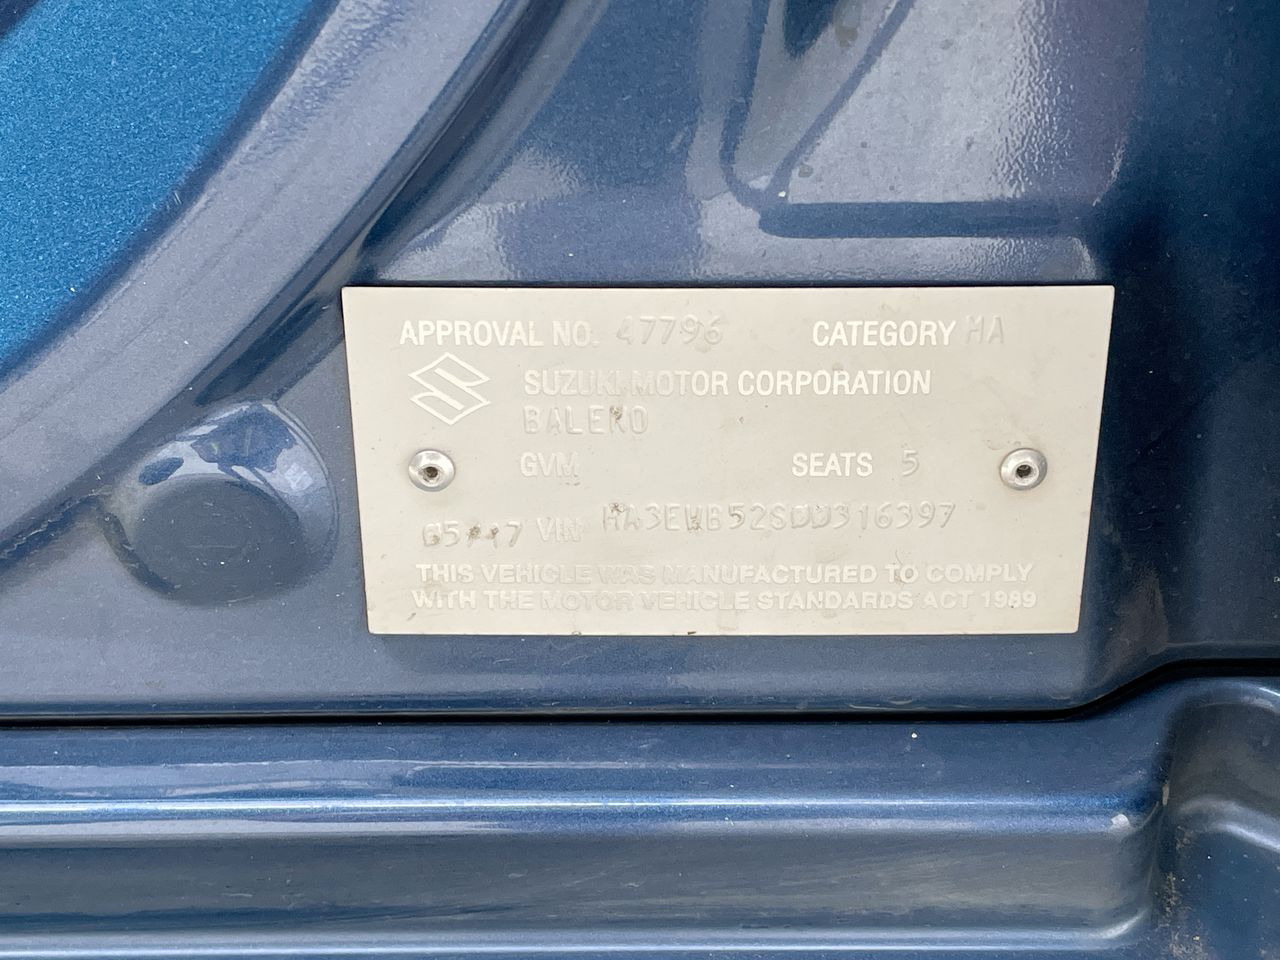 APPROVAL NO. 47796 CATEGORY MA
SUZUKI MOTOR CORPORATION
BALENO
GVM SEATS 5
05/17 VIN MA3EWB52S00316397
THIS VEHICLE WAS MANUFACTURED TO COMPLY
WITH THE MOTOR VEHICLE STANDARDS ACT 1989